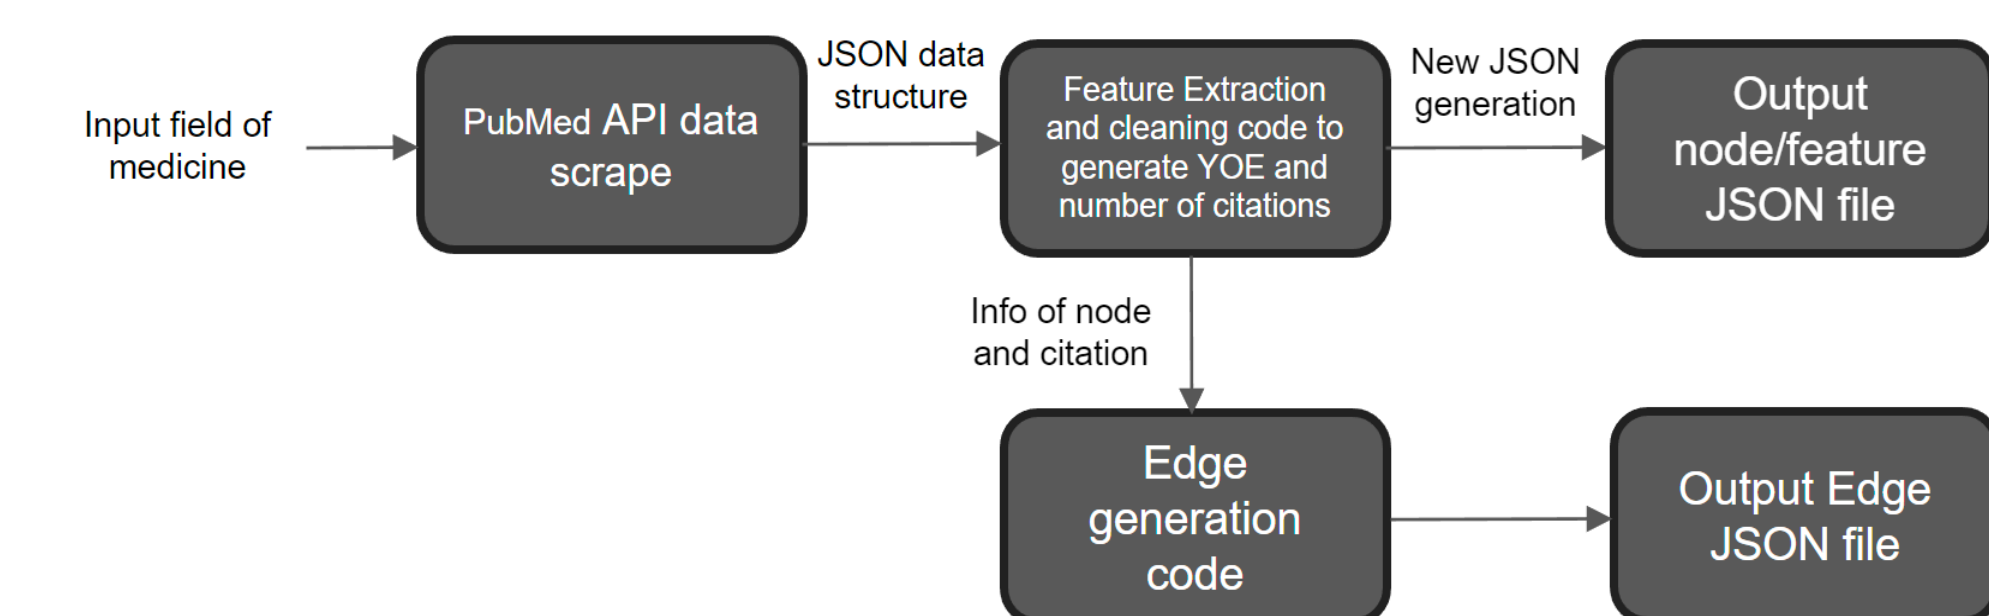 Input field of
medicine
PubMed API data
scrape
JSON data
structure
Feature Extraction
and cleaning code to
generate YOE and
number of citations
New JSON
generation
Output
node/feature
JSON file
Info of node
and citation
Edge
generation
code
Output Edge
JSON file